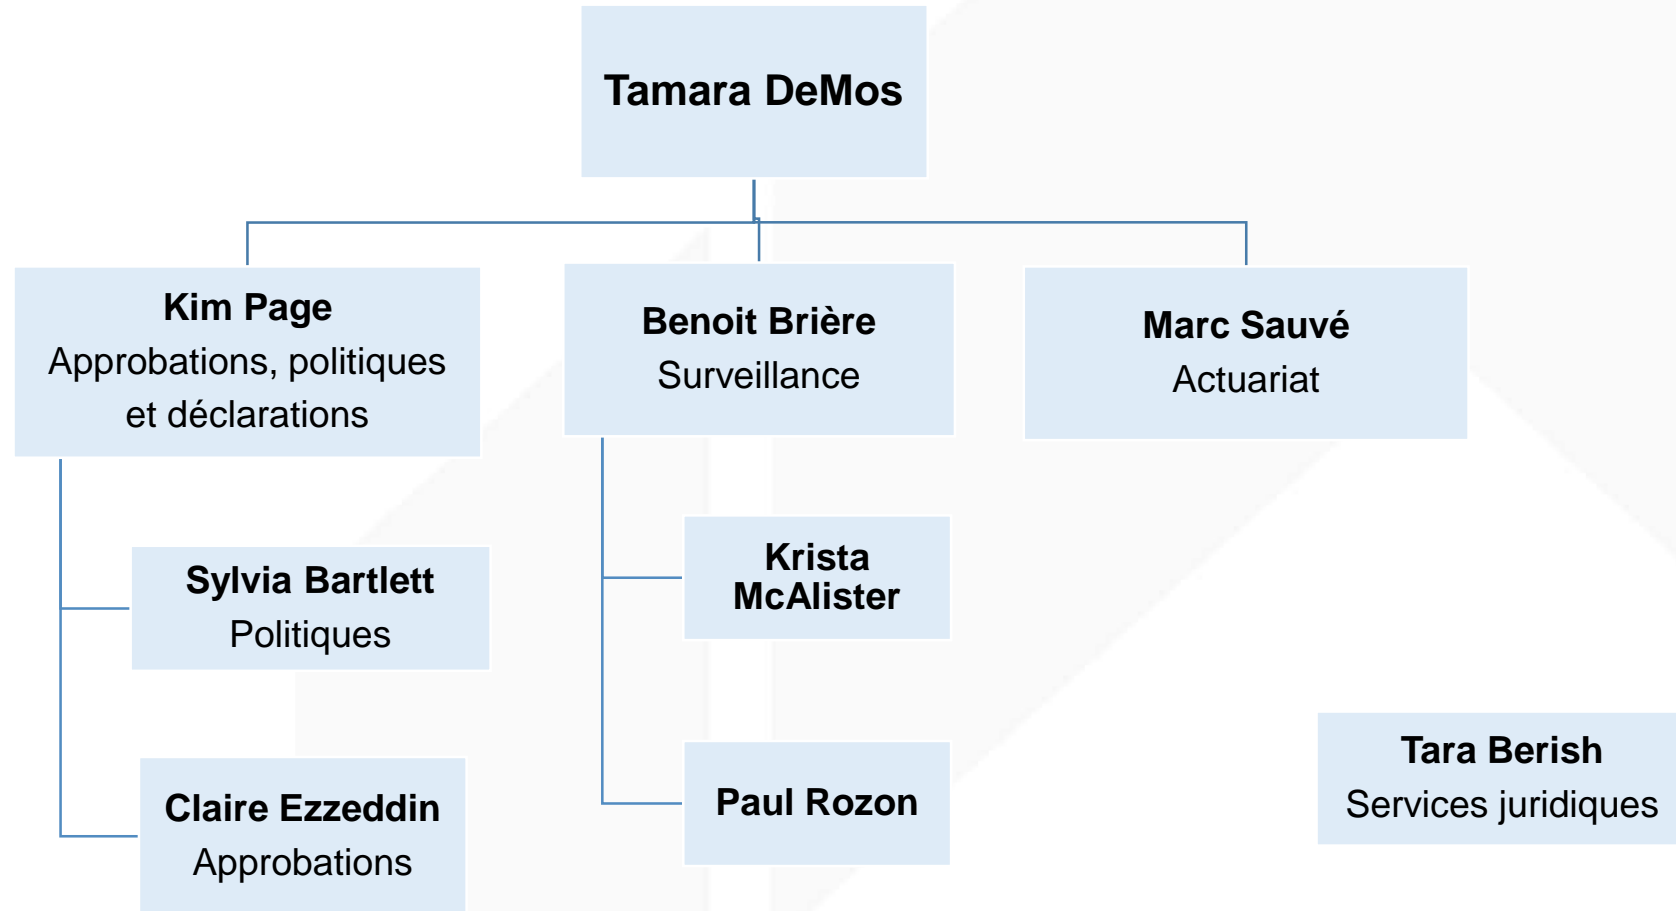 Tamara DeMos
Kim Page
Approbations, politiques
et déclarations
Benoit Brière
Surveillance
Marc Sauvé
Actuariat
Sylvia Bartlett
Politiques
Claire Ezzeddin
Approbations
Krista
McAlister
Paul Rozon
Tara Berish
Services juridiques